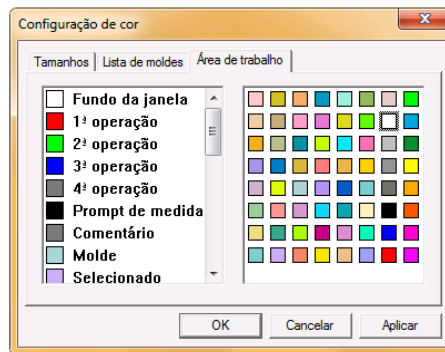 Configuração de cor
Tamanhos Lista de moldes Área de trabalho
Fundo da janela
1ª operação
2ª operação
3ª operação
4ª operação
Prompt de medida
Comentário
Molde
Selecionado
OK Cancelar Aplicar